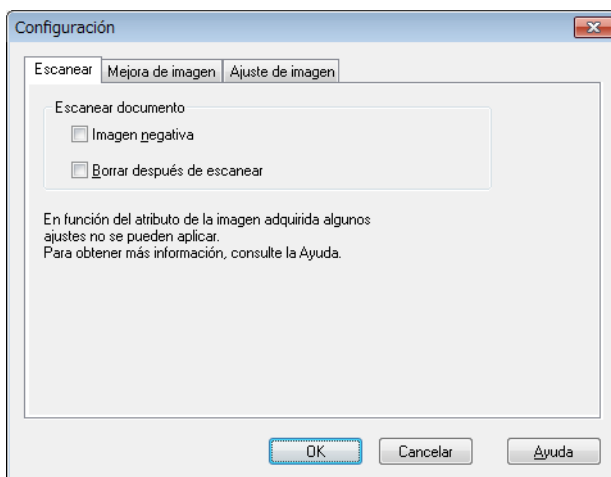 Configuración
Escanear Mejora de imagen Ajuste de imagen
Escanear documento
Imagen negativa
Borrar después de escanear
En función del atributo de la imagen adquirida algunos
ajustes no se pueden aplicar.
Para obtener más información, consulte la Ayuda.
OK Cancelar Ayuda